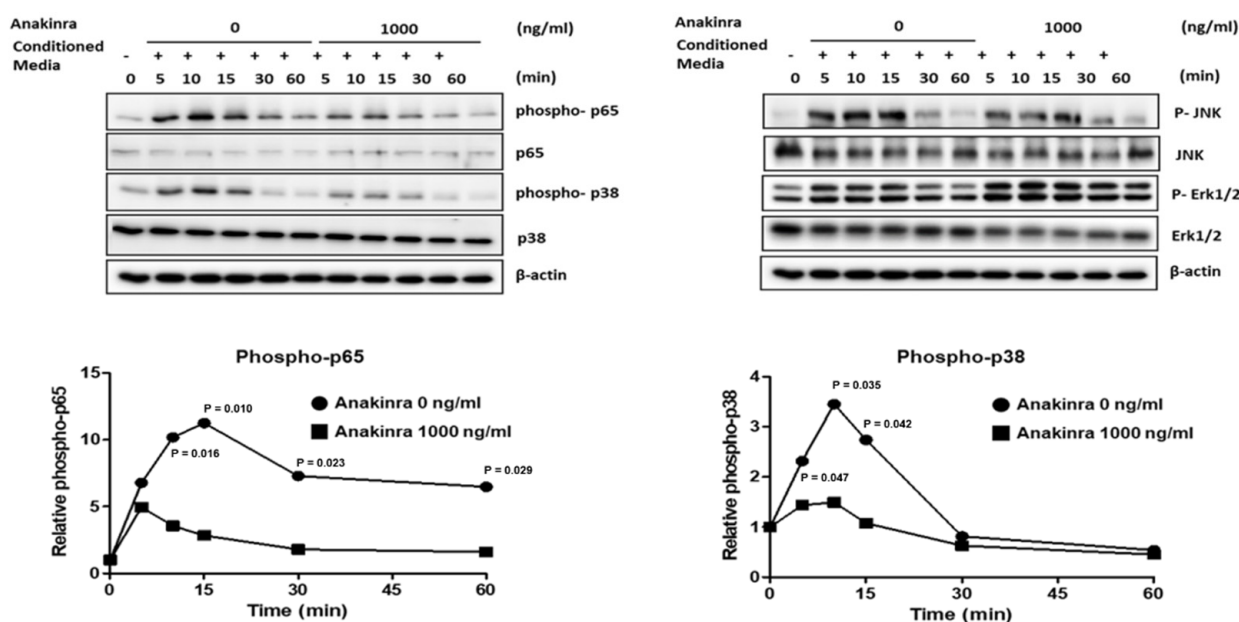 Anakinra 0 1000 (ng/ml)
Conditioned Media - + + + + + + + + + +
0 5 10 15 30 60 5 10 15 30 60 (min)
phospho- p65
p65
phospho- p38
p38
β-actin
Anakinra 0 1000 (ng/ml)
Conditioned Media - + + + + + + + + + +
0 5 10 15 30 60 5 10 15 30 60 (min)
P- JNK
JNK
P- Erk1/2
Erk1/2
β-actin
Phospho-p65
Relative phospho-p65
15
10
5
0
P = 0.010
P = 0.016
P = 0.023
P = 0.029
Anakinra 0 ng/ml
Anakinra 1000 ng/ml
0 15 30 45 60
Time (min)
Phospho-p38
Relative phospho-p38
4
3
2
1
0
P = 0.035
P = 0.042
P = 0.047
Anakinra 0 ng/ml
Anakinra 1000 ng/ml
0 15 30 45 60
Time (min)